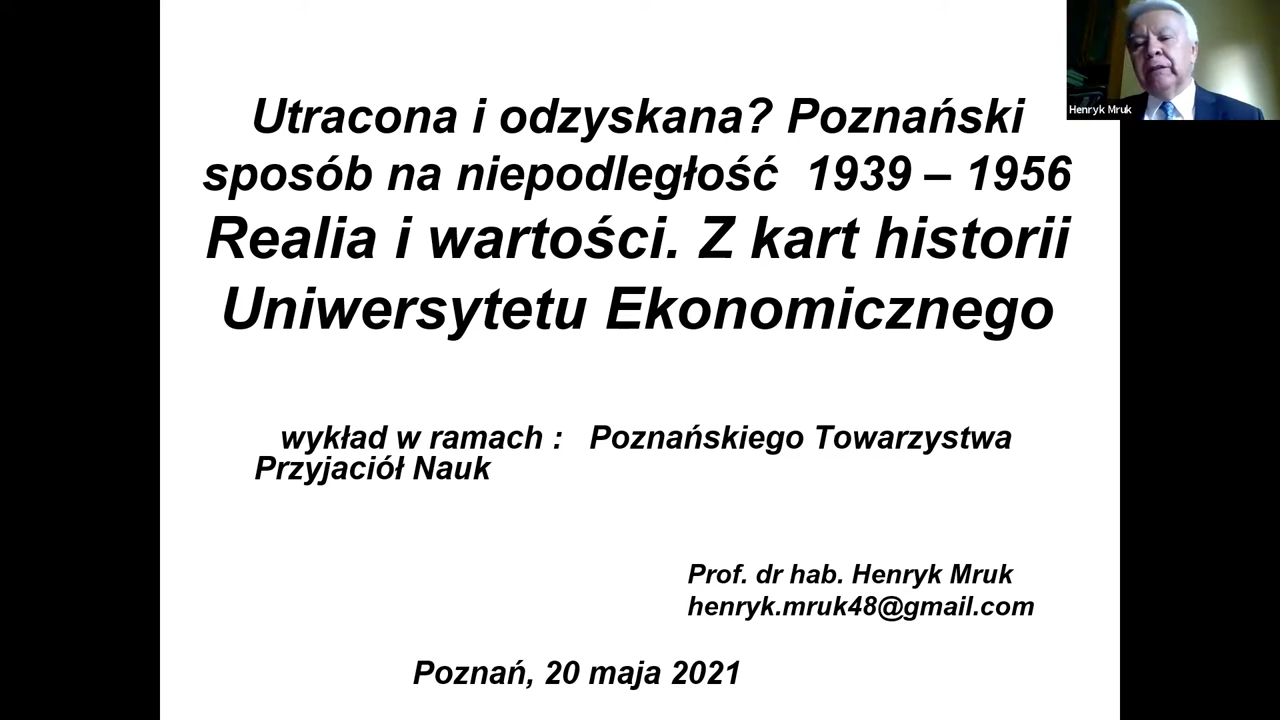 Henryk Mruk
Utracona i odzyskana? Poznański
sposób na niepodległość 1939 – 1956
Realia i wartości. Z kart historii
Uniwersytetu Ekonomicznego
wykład w ramach : Poznańskiego Towarzystwa
Przyjaciół Nauk
Prof. dr hab. Henryk Mruk
henryk.mruk48@gmail.com
Poznań, 20 maja 2021